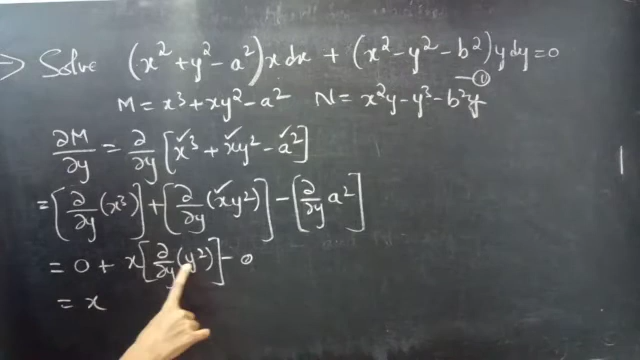 → Solve (x² + y² - a²)x dx + (x² - y² - b²)y dy = 0
—①
M = x³ + xy² - a² N = x²y - y³ - b²y
∂M/∂y = ∂/∂y [x³ + xy² - a²]
= [∂/∂y (x³)] + [∂/∂y (xy²)] - [∂/∂y a²]
= 0 + x[∂/∂y (y²)] - 0
= x